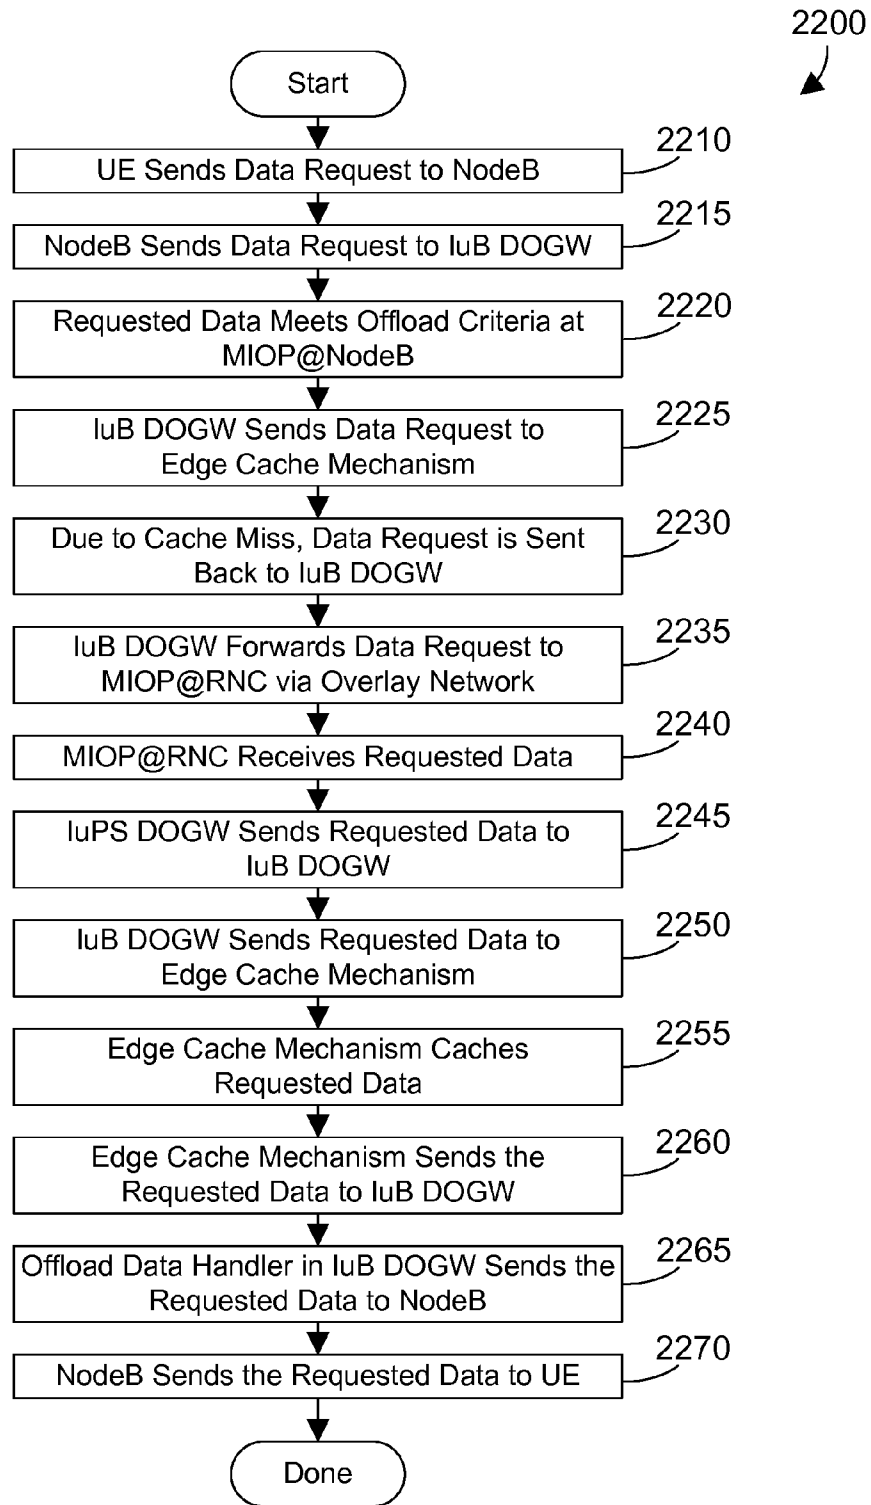 2200
Start
UE Sends Data Request to NodeB
2210
NodeB Sends Data Request to IuB DOGW
2215
Requested Data Meets Offload Criteria at
MIOP@NodeB
2220
IuB DOGW Sends Data Request to
Edge Cache Mechanism
2225
Due to Cache Miss, Data Request is Sent
Back to IuB DOGW
2230
IuB DOGW Forwards Data Request to
MIOP@RNC via Overlay Network
2235
MIOP@RNC Receives Requested Data
2240
IuPS DOGW Sends Requested Data to
IuB DOGW
2245
IuB DOGW Sends Requested Data to
Edge Cache Mechanism
2250
Edge Cache Mechanism Caches
Requested Data
2255
Edge Cache Mechanism Sends the
Requested Data to IuB DOGW
2260
Offload Data Handler in IuB DOGW Sends the
Requested Data to NodeB
2265
NodeB Sends the Requested Data to UE
2270
Done